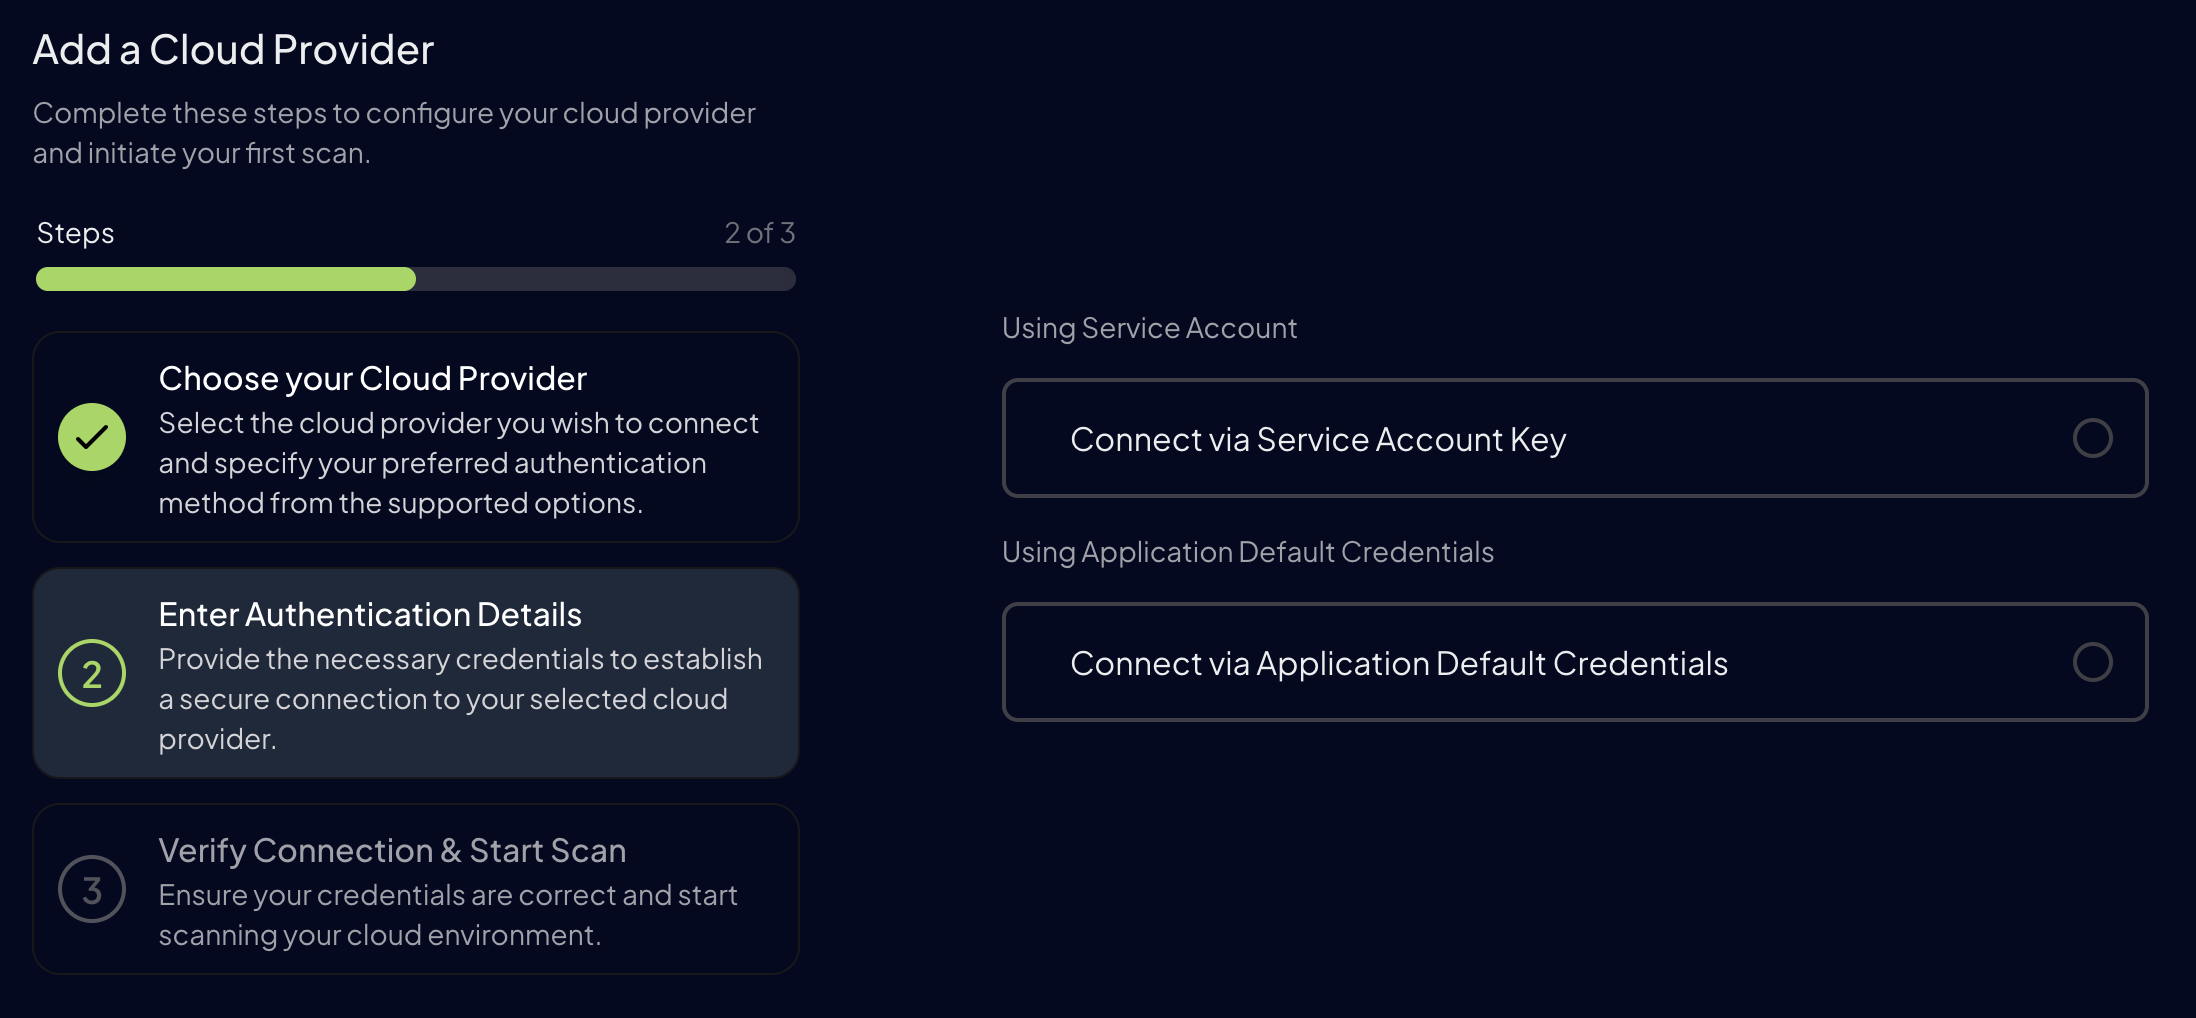 Add a Cloud Provider
Complete these steps to configure your cloud provider
and initiate your first scan.
Steps
2 of 3
Choose your Cloud Provider
Select the cloud provider you wish to connect
and specify your preferred authentication
method from the supported options.
2
Enter Authentication Details
Provide the necessary credentials to establish
a secure connection to your selected cloud
provider.
3
Verify Connection & Start Scan
Ensure your credentials are correct and start
scanning your cloud environment.
Using Service Account
Connect via Service Account Key
Using Application Default Credentials
Connect via Application Default Credentials